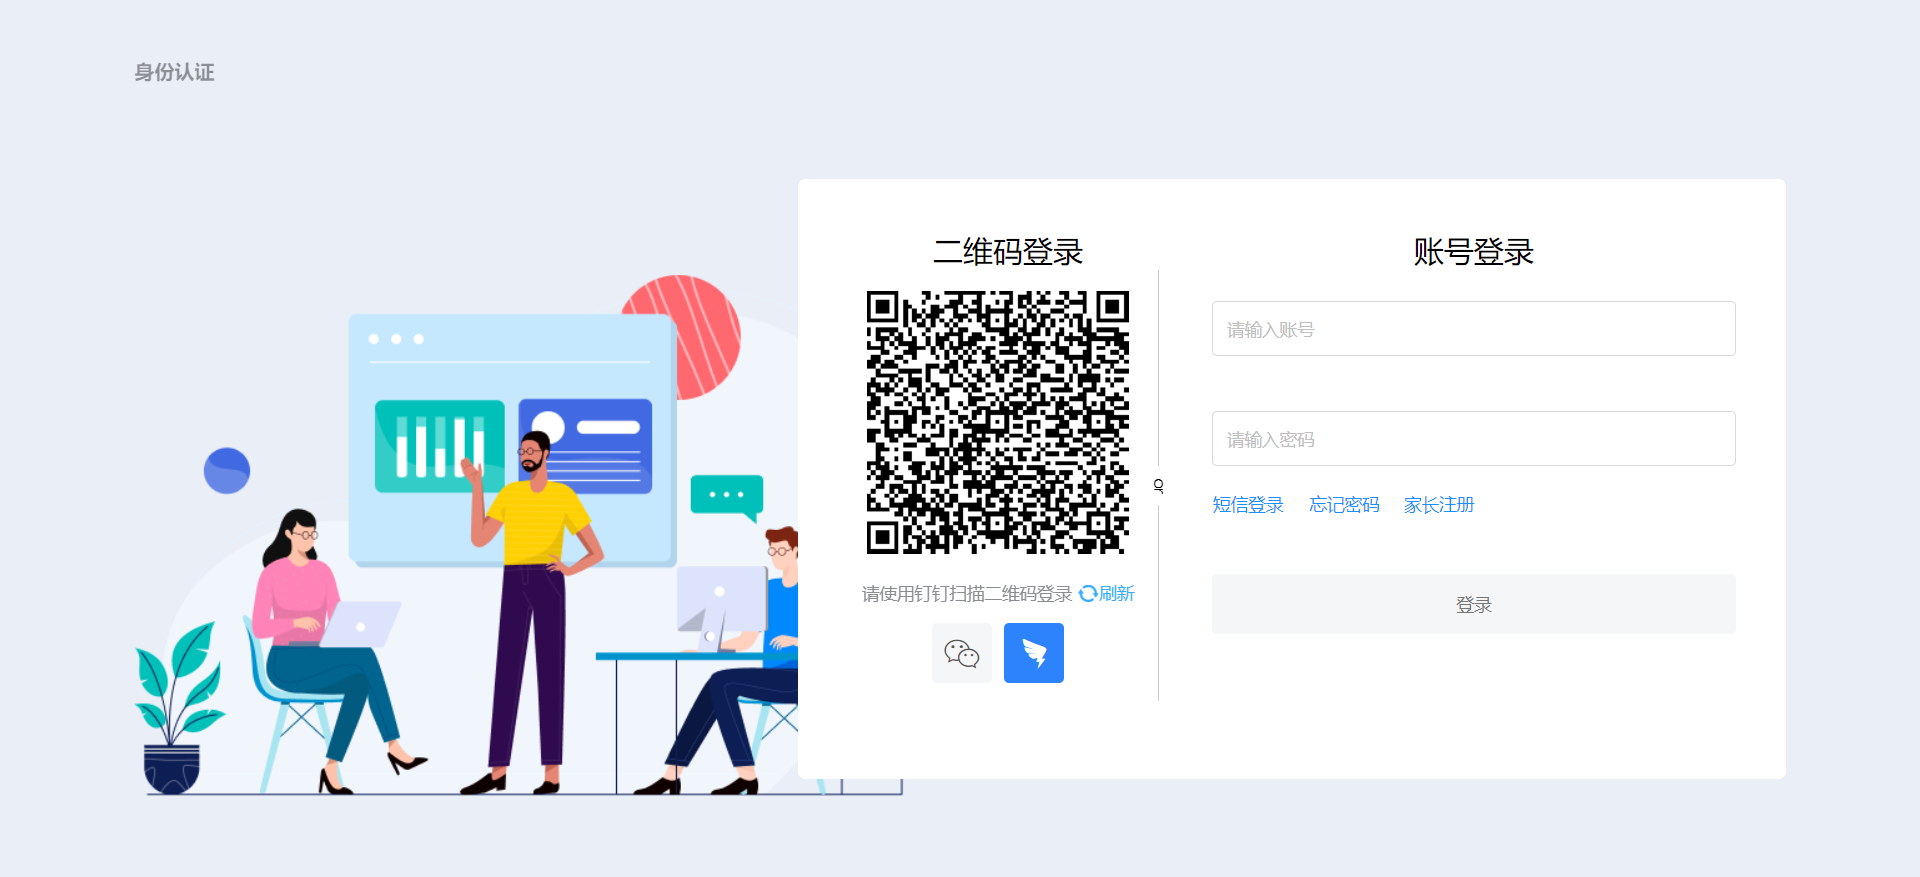 身份认证
二维码登录
请使用钉钉扫描二维码登录 刷新
or
账号登录
请输入账号
请输入密码
短信登录 忘记密码 家长注册
登录